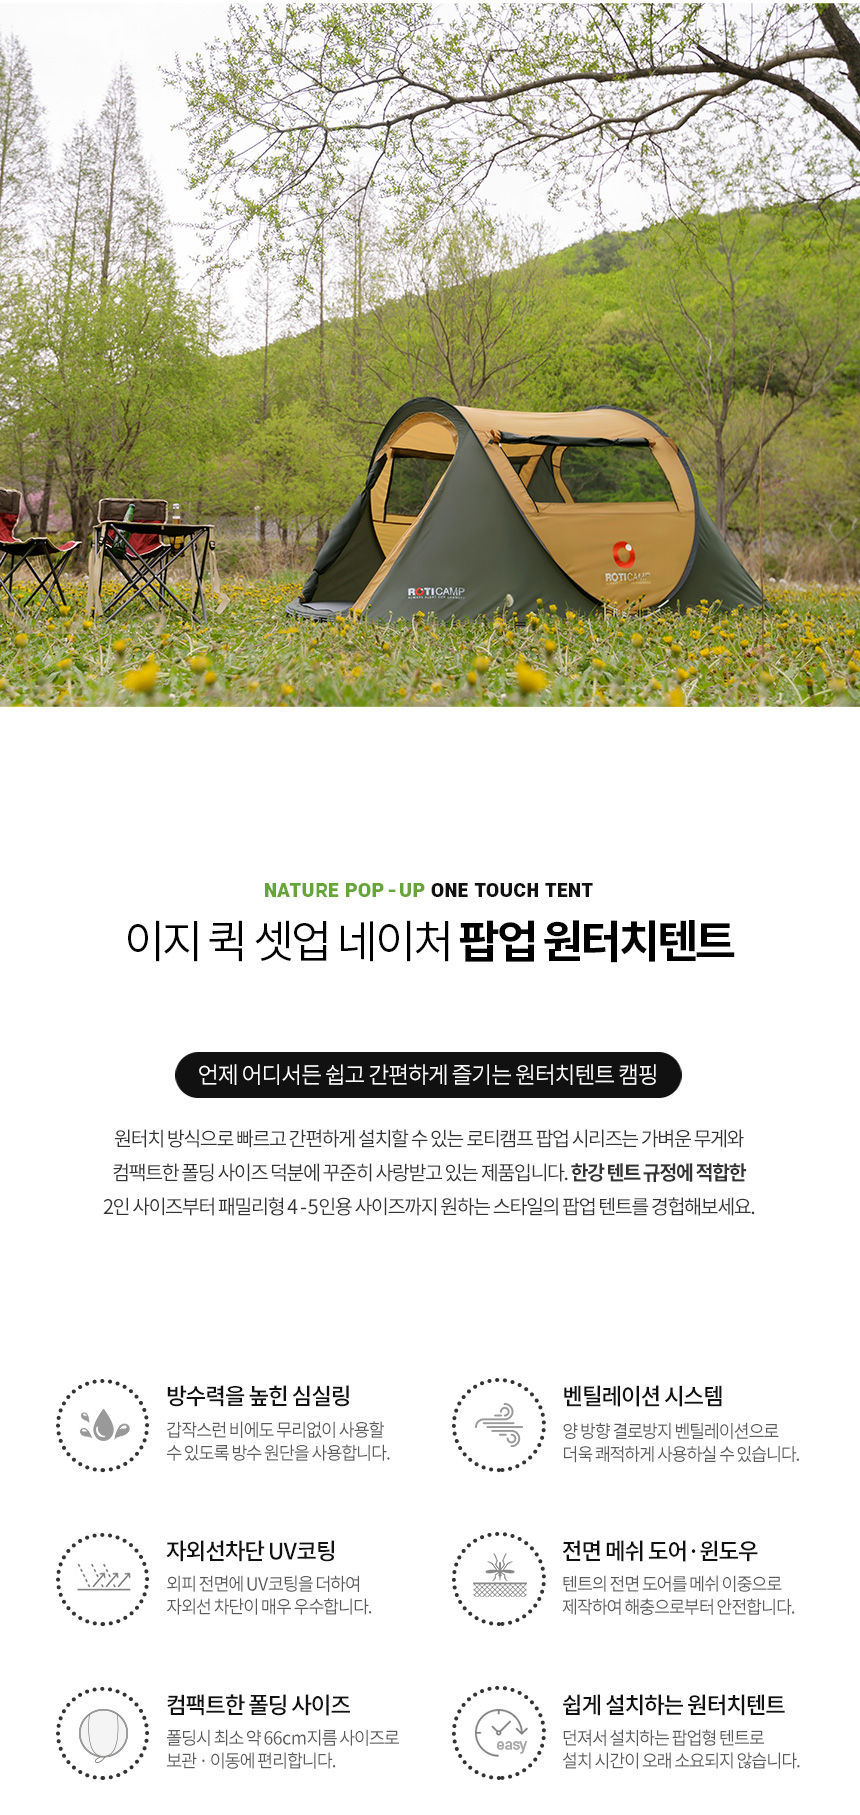 ROTICAMP
ROTICAMP
NATURE POP-UP ONE TOUCH TENT
이지 퀵 셋업 네이처 팝업 원터치텐트
언제 어디서든 쉽고 간편하게 즐기는 원터치텐트 캠핑
원터치 방식으로 빠르고 간편하게 설치할 수 있는 로티캠프 팝업 시리즈는 가벼운 무게와
컴팩트한 폴딩 사이즈 덕분에 꾸준히 사랑받고 있는 제품입니다. 한강 텐트 규정에 적합한
2인 사이즈부터 패밀리형 4-5인용 사이즈까지 원하는 스타일의 팝업 텐트를 경험해보세요.
방수력을 높힌 심실링
갑작스런 비에도 무리없이 사용할
수 있도록 방수 원단을 사용합니다.
벤틸레이션 시스템
양 방향 결로방지 벤틸레이션으로
더욱 쾌적하게 사용하실 수 있습니다.
자외선차단 UV코팅
외피 전면에 UV코팅을 더하여
자외선 차단이 매우 우수합니다.
전면 메쉬 도어·윈도우
텐트의 전면 도어를 메쉬 이중으로
제작하여 해충으로부터 안전합니다.
컴팩트한 폴딩 사이즈
폴딩시 최소 약 66cm지름 사이즈로
보관·이동에 편리합니다.
easy
쉽게 설치하는 원터치텐트
던져서 설치하는 팝업형 텐트로
설치 시간이 오래 소요되지 않습니다.